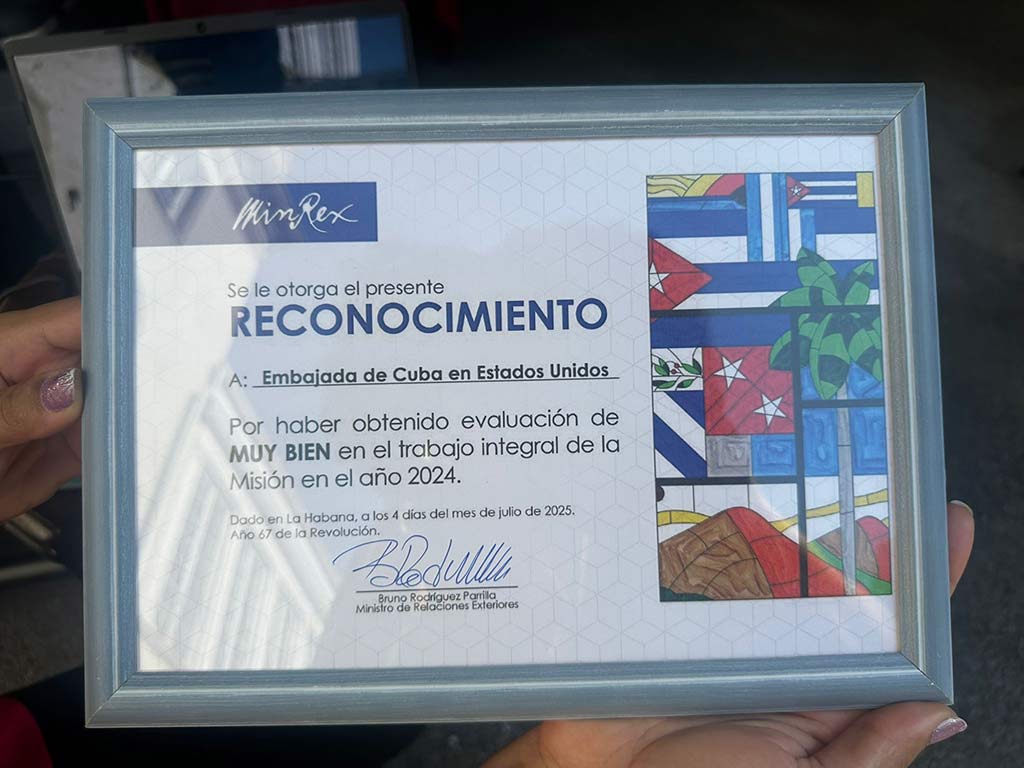 MinRex
Se le otorga el presente
RECONOCIMIENTO
A: Embajada de Cuba en Estados Unidos
Por haber obtenido evaluación de
MUY BIEN en el trabajo integral de la
Misión en el año 2024.
Dado en La Habana, a los 4 días del mes de julio de 2025.
Año 67 de la Revolución.
Bruno Rodríguez Parrilla
Ministro de Relaciones Exteriores